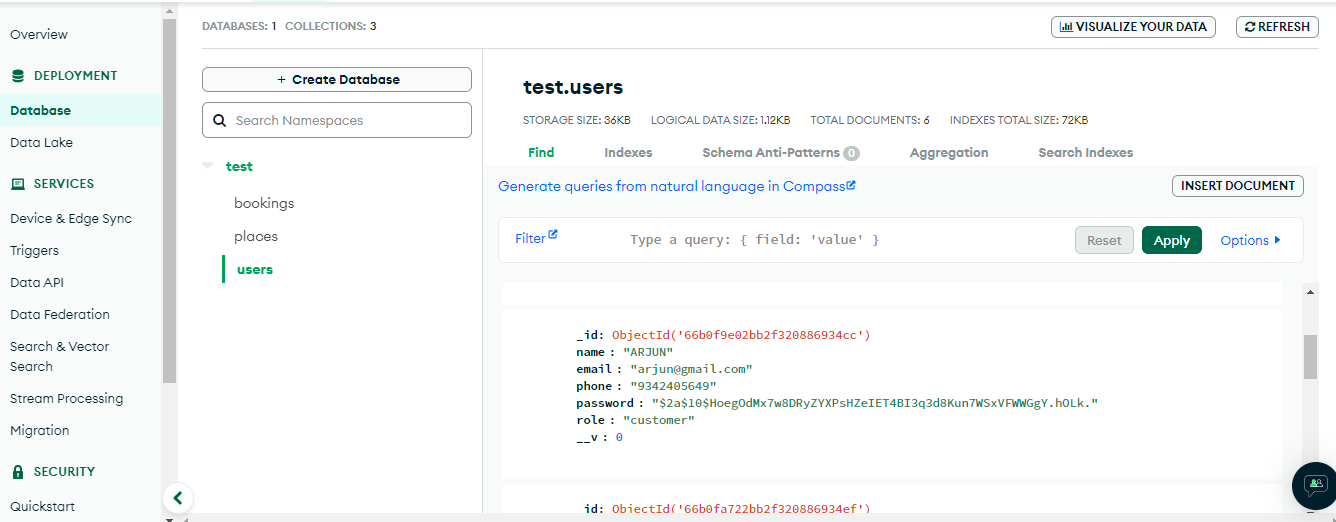 Overview
DEPLOYMENT
Database
Data Lake
SERVICES
Device & Edge Sync
Triggers
Data API
Data Federation
Search & Vector
Search
Stream Processing
Migration
SECURITY
Quickstart
DATABASES: 1 COLLECTIONS: 3
VISUALIZE YOUR DATA
REFRESH
+ Create Database
Search Namespaces
test
bookings
places
users
test.users
STORAGE SIZE: 36KB LOGICAL DATA SIZE: 1.12KB TOTAL DOCUMENTS: 6 INDEXES TOTAL SIZE: 72KB
Find Indexes Schema Anti-Patterns 0 Aggregation Search Indexes
Generate queries from natural language in Compass
INSERT DOCUMENT
Filter Type a query: { field: 'value' } Reset Apply Options
_id: ObjectId('66b0f9e02bb2f320886934cc')
name : "ARJUN"
email : "arjun@gmail.com"
phone : "9342405649"
password : "$2a$10$HoegOdMx7w8DRyZYXPsHZeIET4BI3q3d8Kun7WSxVFWWGgY.hOLk."
role : "customer"
__v : 0
_id: ObjectId('66b0fa722bb2f320886934ef')